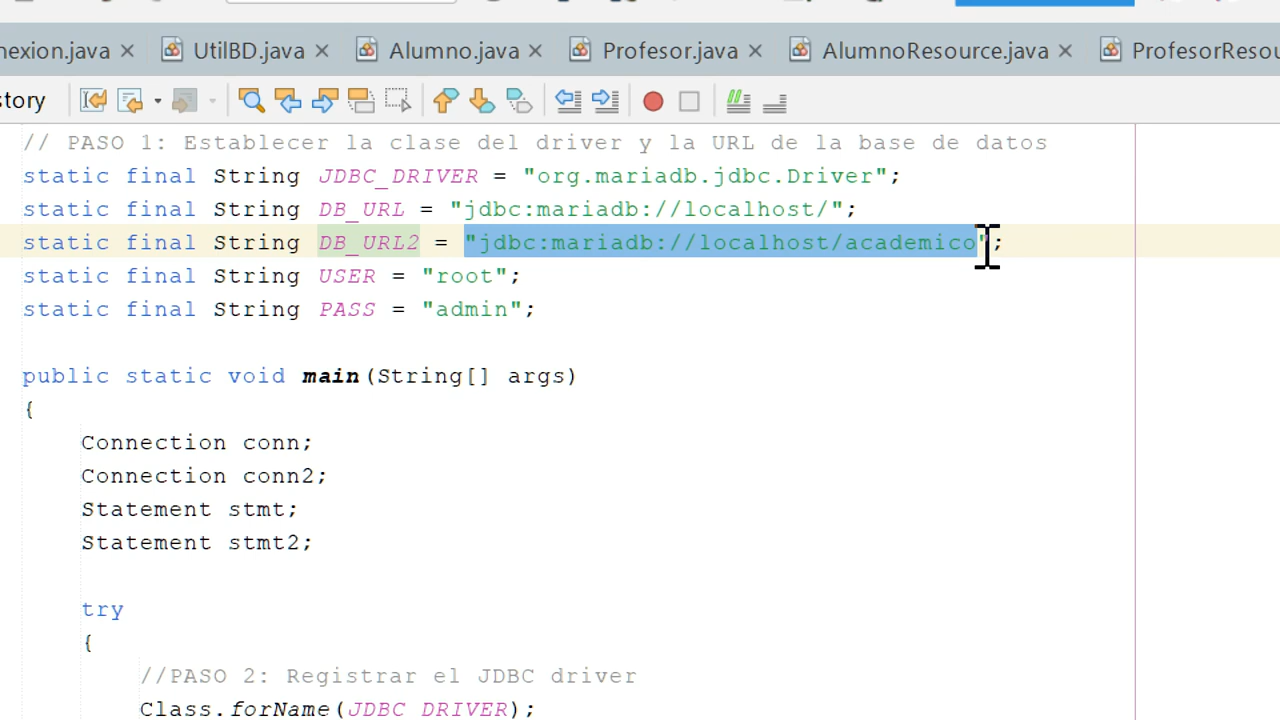 nexion.java × UtilBD.java × Alumno.java × Profesor.java × AlumnoResource.java × ProfesorResou
story
// PASO 1: Establecer la clase del driver y la URL de la base de datos
static final String JDBC_DRIVER = "org.mariadb.jdbc.Driver";
static final String DB_URL = "jdbc:mariadb://localhost/";
static final String DB_URL2 = "jdbc:mariadb://localhost/academico";
static final String USER = "root";
static final String PASS = "admin";
public static void main(String[] args)
{
Connection conn;
Connection conn2;
Statement stmt;
Statement stmt2;
try
{
//PASO 2: Registrar el JDBC driver
Class.forName(JDBC_DRIVER);